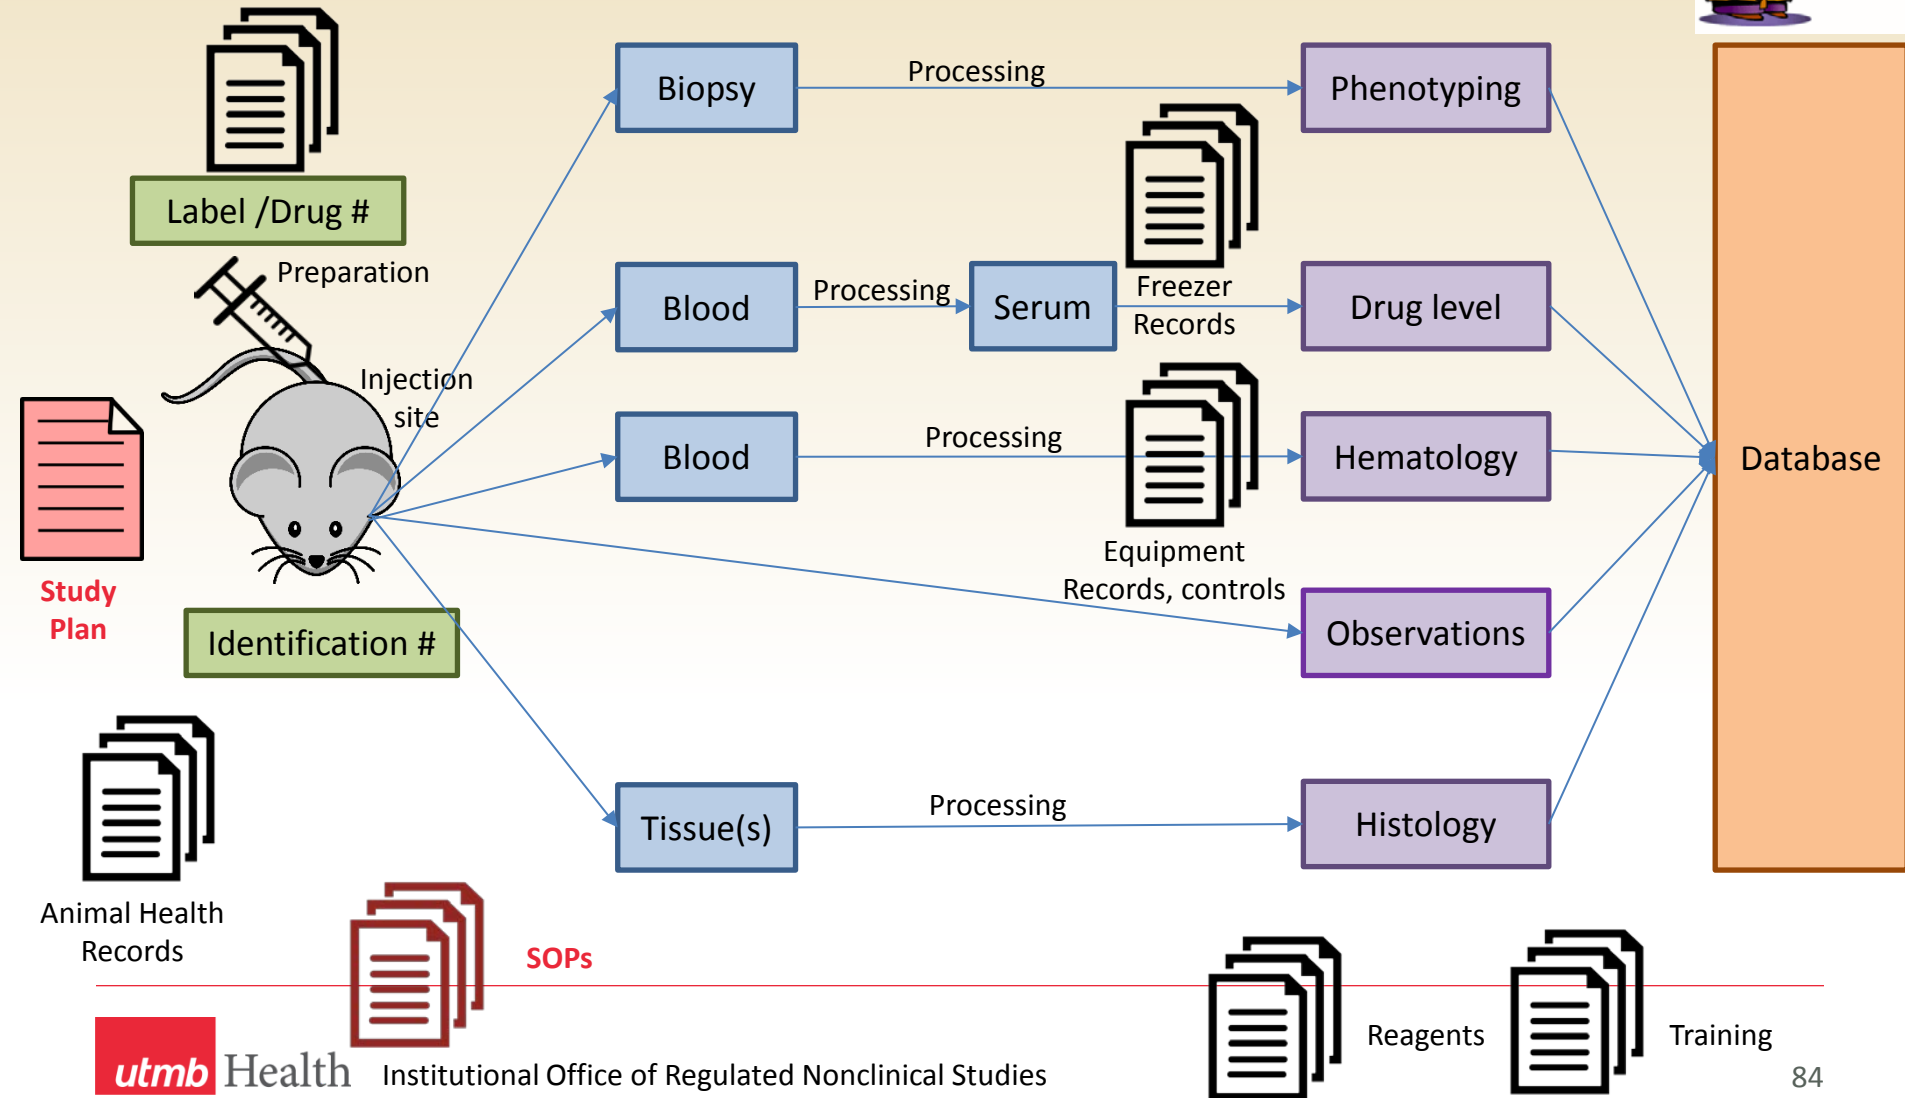 Label /Drug #
Preparation
Injection
site
Study
Plan
Identification #
Animal Health
Records
Biopsy
Processing
Phenotyping
Blood
Processing
Serum
Freezer
Records
Drug level
Blood
Processing
Hematology
Equipment
Records, controls
Observations
Tissue(s)
Processing
Histology
Database
SOPs
Reagents
Training
utmb Health
Institutional Office of Regulated Nonclinical Studies
84